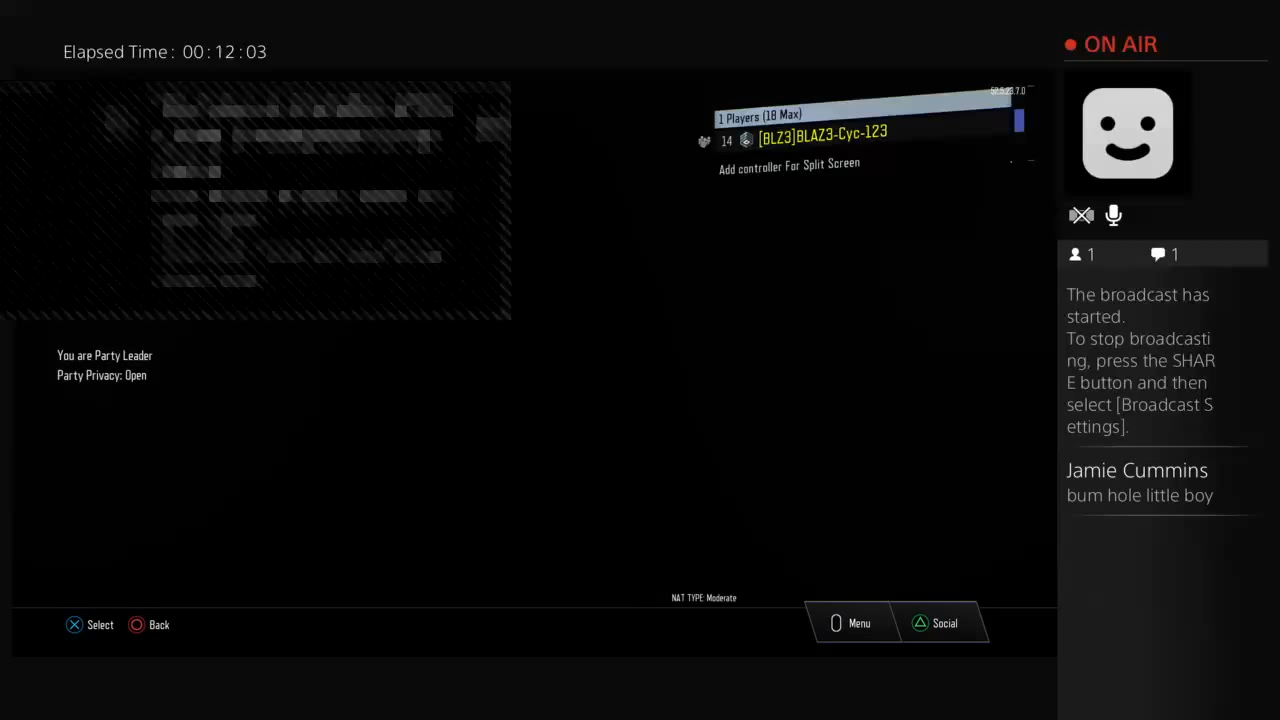 Elapsed Time: 00:12:03
ON AIR
1 Players (18 Max)
14 [BLZ3]BLAZ3-Cyc-123
Add controller For Split Screen
1
1
The broadcast has
started.
To stop broadcasti
ng, press the SHAR
E button and then
select [Broadcast S
ettings].
You are Party Leader
Party Privacy: Open
Jamie Cummins
bum hole little boy
NAT TYPE: Moderate
Select
Back
Menu
Social